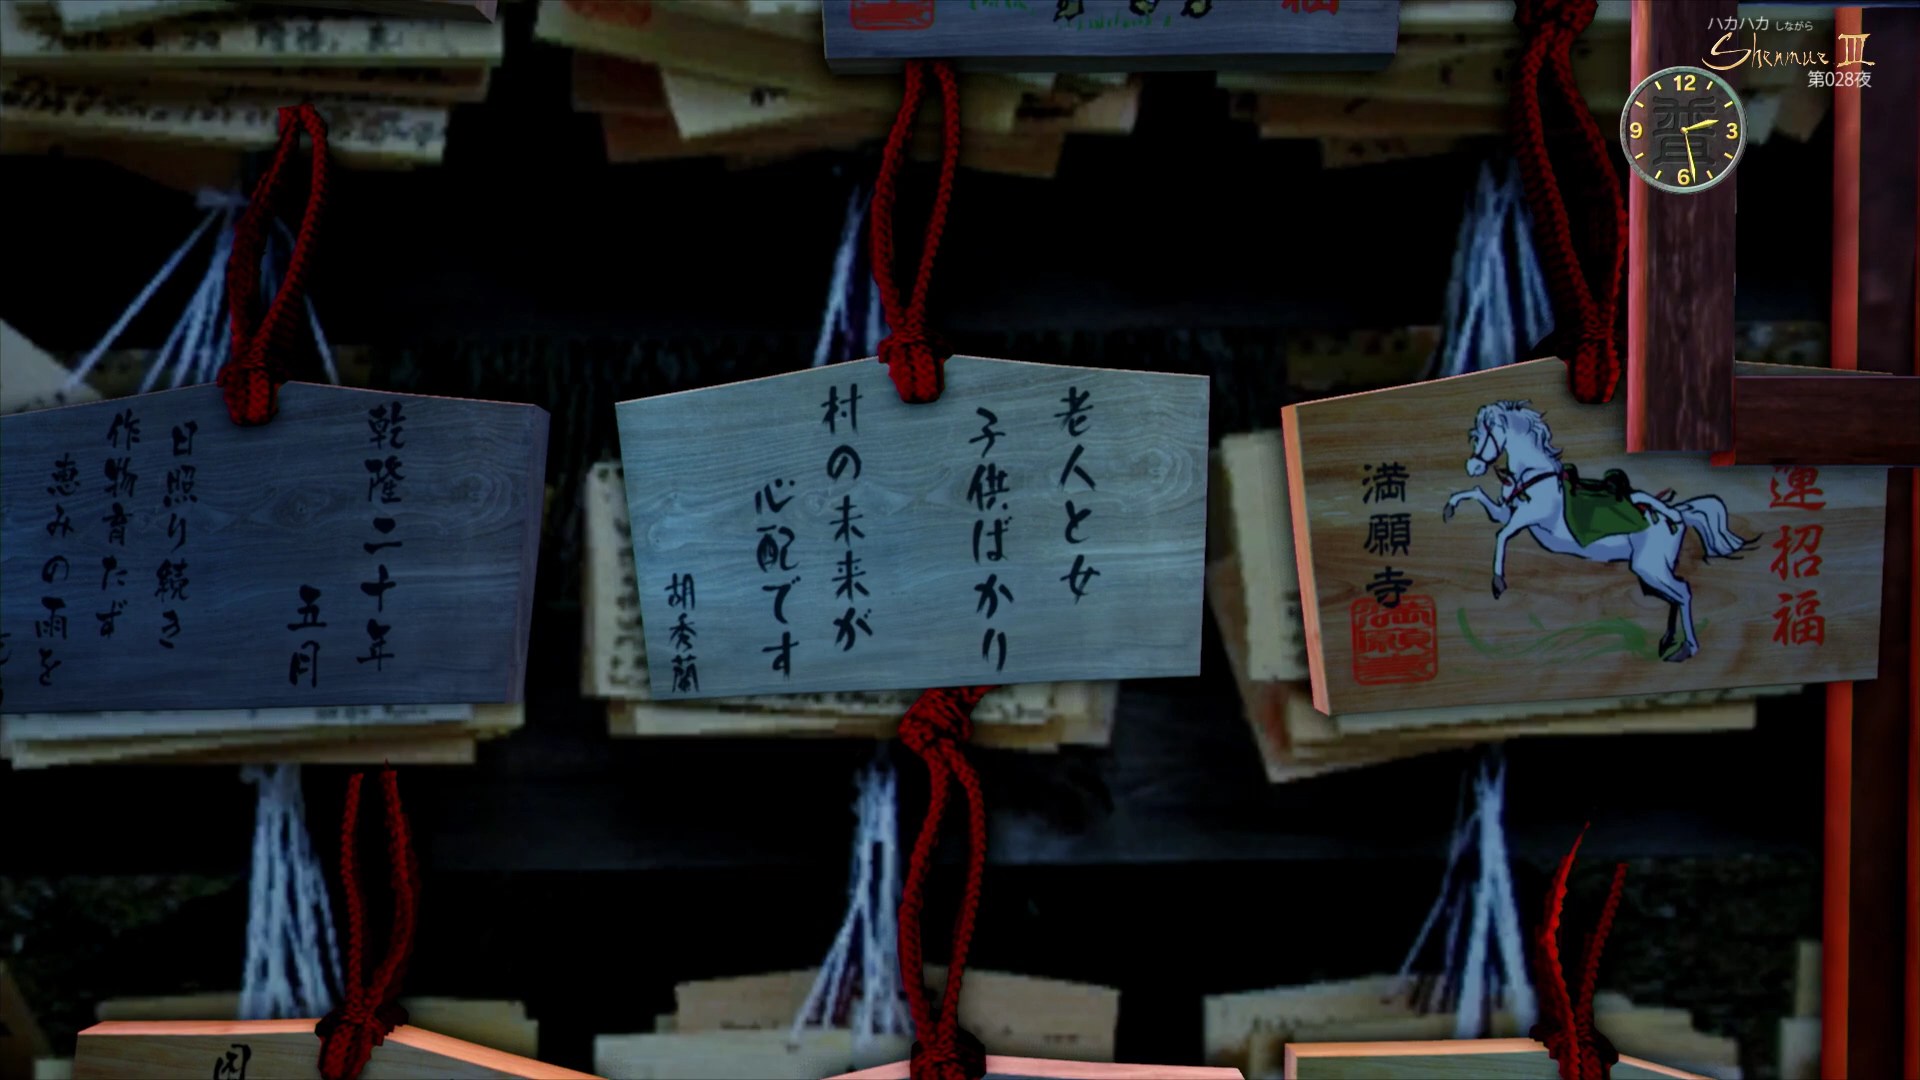 ハカハカ しながら
Shenmue III
第028夜
12
3
6
9
老人と女
子供ばかり
村の未来が
心配です
胡秀蘭
乾隆二十年
五月
日照り続き
作物育たず
恵みの雨を
運招福
満願寺